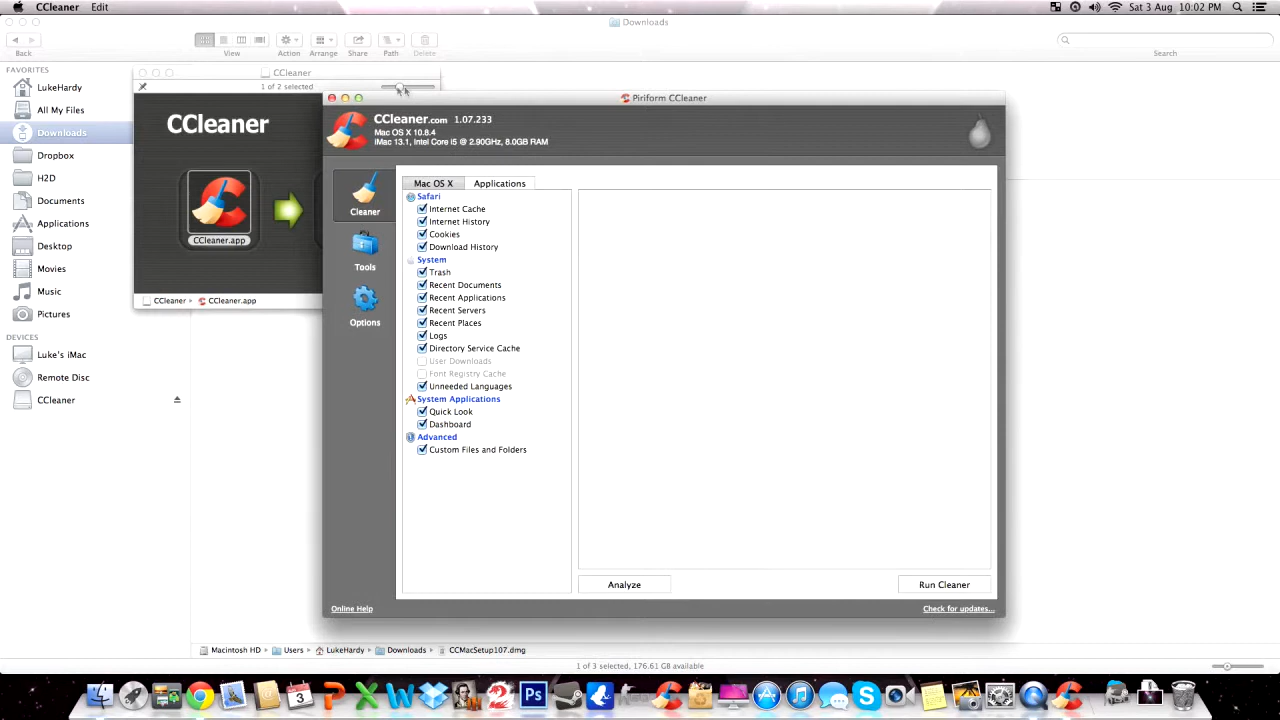 CCleaner Edit
Sat 3 Aug 10:02 PM
Downloads
Back
View
Action
Arrange
Share
Path
Delete
Search
FAVORITES
LukeHardy
All My Files
Downloads
Dropbox
H2D
Documents
Applications
Desktop
Movies
Music
Pictures
DEVICES
Luke's iMac
Remote Disc
CCleaner
CCleaner
1 of 2 selected
CCleaner
CCleaner.app
CCleaner CCleaner.app
Piriform CCleaner
CCleaner.com 1.07.233
Mac OS X 10.8.4
iMac 13.1, Intel Core i5 @ 2.90GHz, 8.0GB RAM
Cleaner
Tools
Options
Mac OS X
Applications
Safari
Internet Cache
Internet History
Cookies
Download History
System
Trash
Recent Documents
Recent Applications
Recent Servers
Recent Places
Logs
Directory Service Cache
User Downloads
Font Registry Cache
Unneeded Languages
System Applications
Quick Look
Dashboard
Advanced
Custom Files and Folders
Analyze
Run Cleaner
Online Help
Check for updates...
Macintosh HD Users LukeHardy Downloads CCMacSetup107.dmg
1 of 3 selected, 176.61 GB available
3
P
X
W
Ps
S